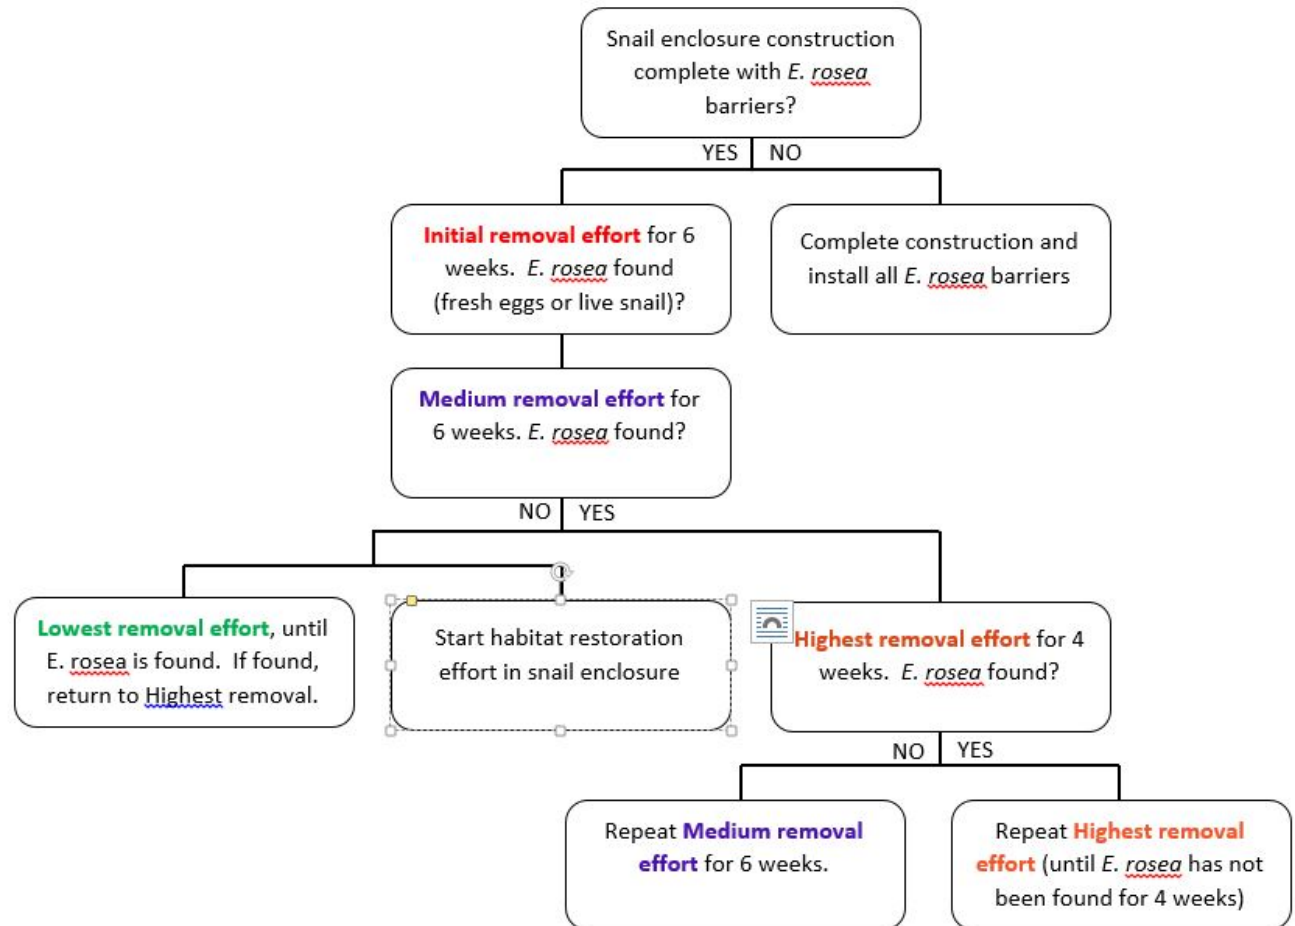 Snail enclosure construction
complete with E. rosea
barriers?
YES NO
Initial removal effort for 6
weeks. E. rosea found
(fresh eggs or live snail)?
Complete construction and
install all E. rosea barriers
Medium removal effort for
6 weeks. E. rosea found?
NO YES
Lowest removal effort, until
E. rosea is found. If found,
return to Highest removal.
Start habitat restoration
effort in snail enclosure
Highest removal effort for 4
weeks. E. rosea found?
NO YES
Repeat Medium removal
effort for 6 weeks.
Repeat Highest removal
effort (until E. rosea has not
been found for 4 weeks)